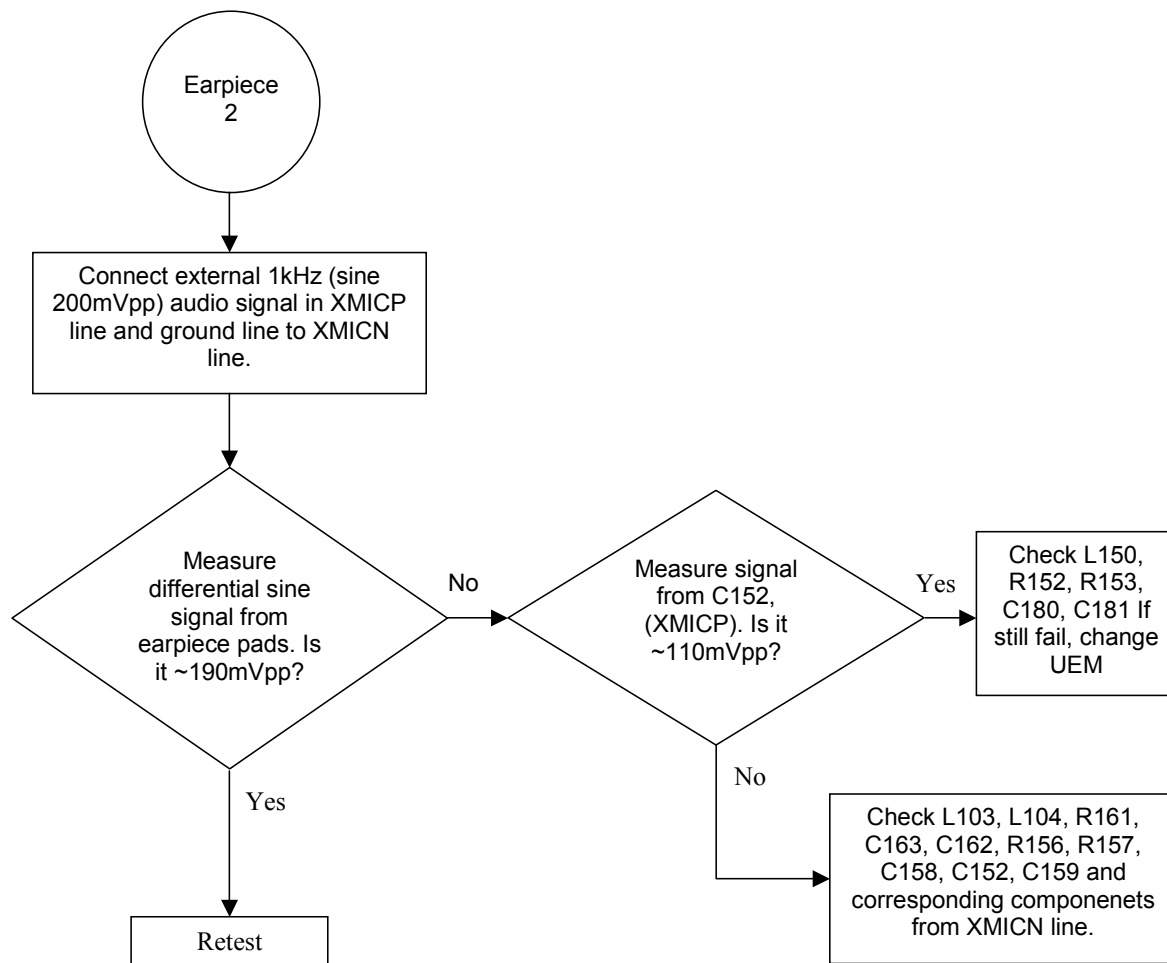 Earpiece
2
Connect external 1kHz (sine
200mVpp) audio signal in XMICP
line and ground line to XMICN
line.
Measure
differential sine
signal from
earpiece pads. Is
it ~190mVpp?
No
Measure signal
from C152,
(XMICP). Is it
~110mVpp?
Yes
Check L150,
R152, R153,
C180, C181 If
still fail, change
UEM
Yes
No
Check L103, L104, R161,
C163, C162, R156, R157,
C158, C152, C159 and
corresponding componenets
from XMICN line.
Retest